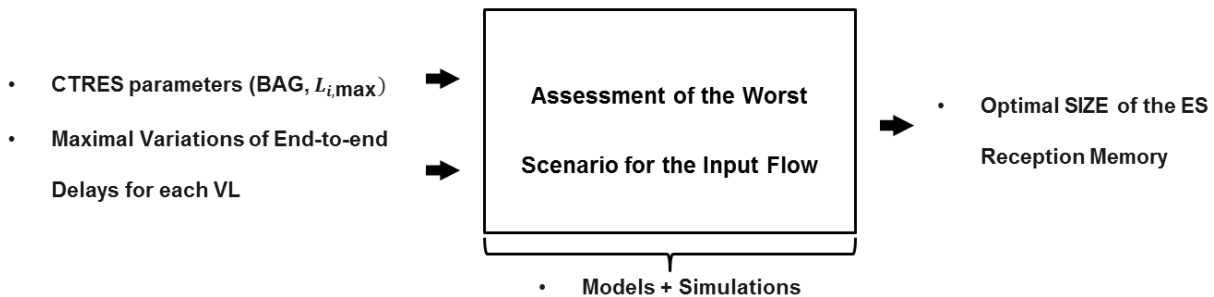 • CTRES parameters (BAG, L_{i,max})
• Maximal Variations of End-to-end
Delays for each VL
Assessment of the Worst
Scenario for the Input Flow
• Optimal SIZE of the ES
Reception Memory
• Models + Simulations